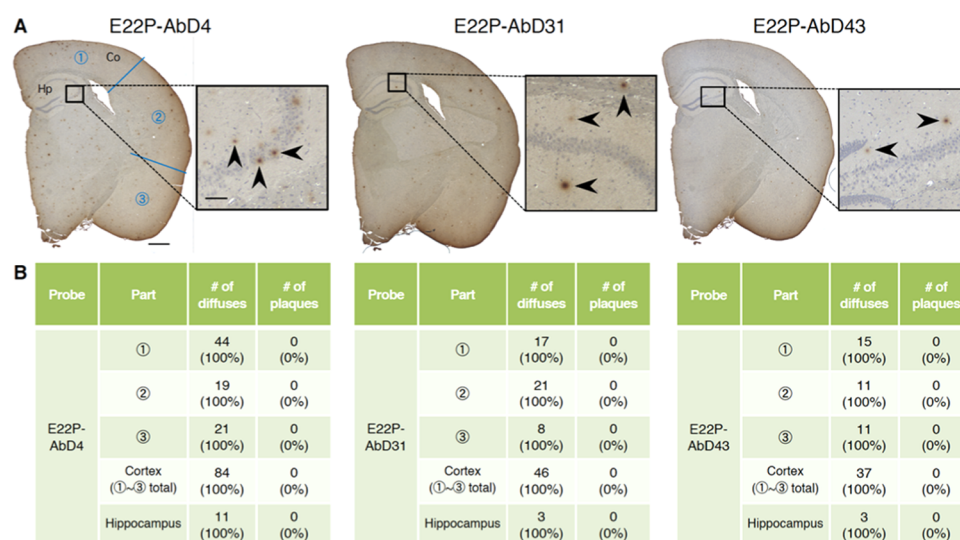 A
E22P-AbD4
E22P-AbD31
E22P-AbD43
① Co
Hp
②
③
B
Probe Part # of diffuses # of plaques
E22P-AbD4
① 44 (100%) 0 (0%)
② 19 (100%) 0 (0%)
③ 21 (100%) 0 (0%)
Cortex (①~③ total) 84 (100%) 0 (0%)
Hippocampus 11 (100%) 0 (0%)
Probe Part # of diffuses # of plaques
E22P-AbD31
① 17 (100%) 0 (0%)
② 21 (100%) 0 (0%)
③ 8 (100%) 0 (0%)
Cortex (①~③ total) 46 (100%) 0 (0%)
Hippocampus 3 (100%) 0 (0%)
Probe Part # of diffuses # of plaques
E22P-AbD43
① 15 (100%) 0 (0%)
② 11 (100%) 0 (0%)
③ 11 (100%) 0 (0%)
Cortex (①~③ total) 37 (100%) 0 (0%)
Hippocampus 3 (100%) 0 (0%)